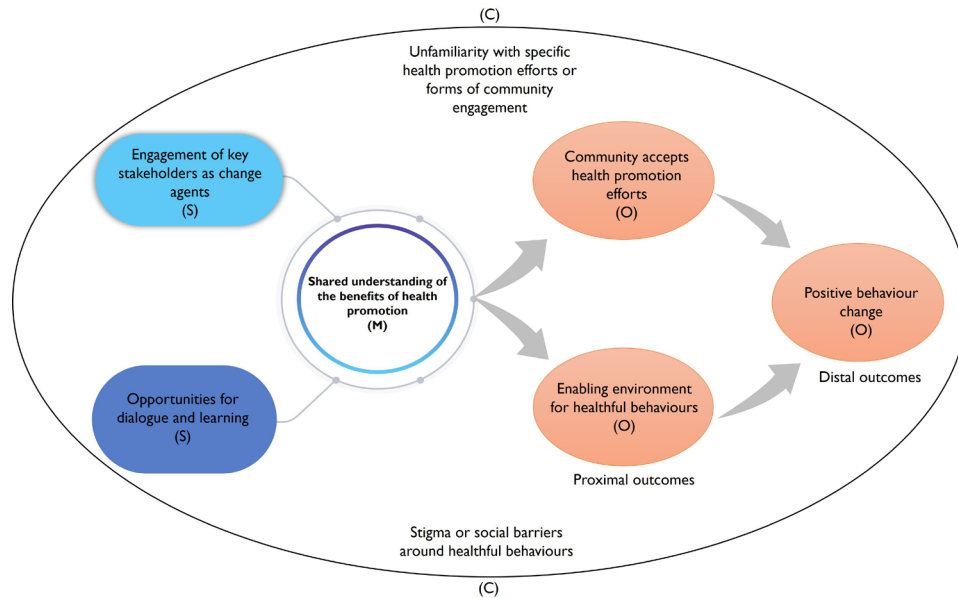 (C)
Unfamiliarity with specific
health promotion efforts or
forms of community
engagement
Engagement of key
stakeholders as change
agents
(S)
Community accepts
health promotion
efforts
(O)
Shared understanding of
the benefits of health
promotion
(M)
Positive behaviour
change
(O)
Distal outcomes
Opportunities for
dialogue and learning
(S)
Enabling environment
for healthful behaviours
(O)
Proximal outcomes
Stigma or social barriers
around healthful behaviours
(C)